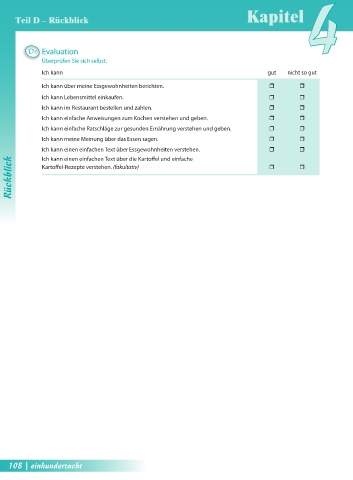 Teil D – Rückblick
Kapitel 4
Evaluation
Überprüfen Sie sich selbst.
Ich kann gut nicht so gut
Ich kann über meine Essgewohnheiten berichten.
Ich kann Lebensmittel einkaufen.
Ich kann im Restaurant bestellen und zahlen.
Ich kann einfache Anweisungen zum Kochen verstehen und geben.
Ich kann einfache Ratschläge zur gesunden Ernährung verstehen und geben.
Ich kann meine Meinung über das Essen sagen.
Ich kann einen einfachen Text über Essgewohnheiten verstehen.
Ich kann einen einfachen Text über die Kartoffel und einfache
Kartoffel-Rezepte verstehen. (fakultativ)
Rückblick
108 | einhundertacht